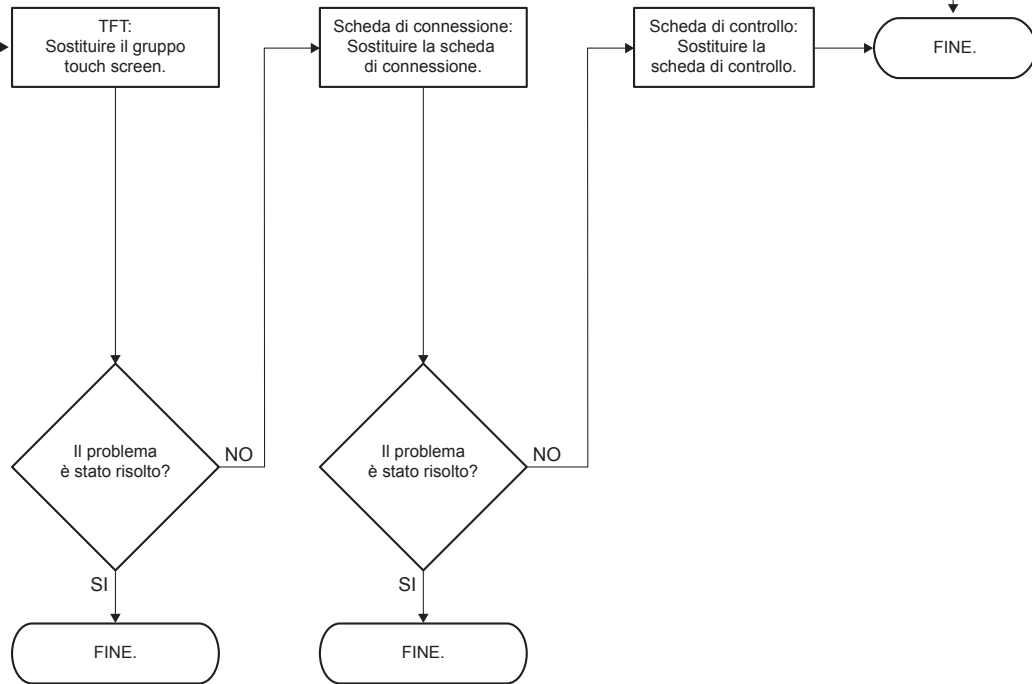 TFT:
Sostituire il gruppo
touch screen.
Scheda di connessione:
Sostituire la scheda
di connessione.
Scheda di controllo:
Sostituire la
scheda di controllo.
FINE.
Il problema
è stato risolto?
NO
SI
FINE.
Il problema
è stato risolto?
NO
SI
FINE.